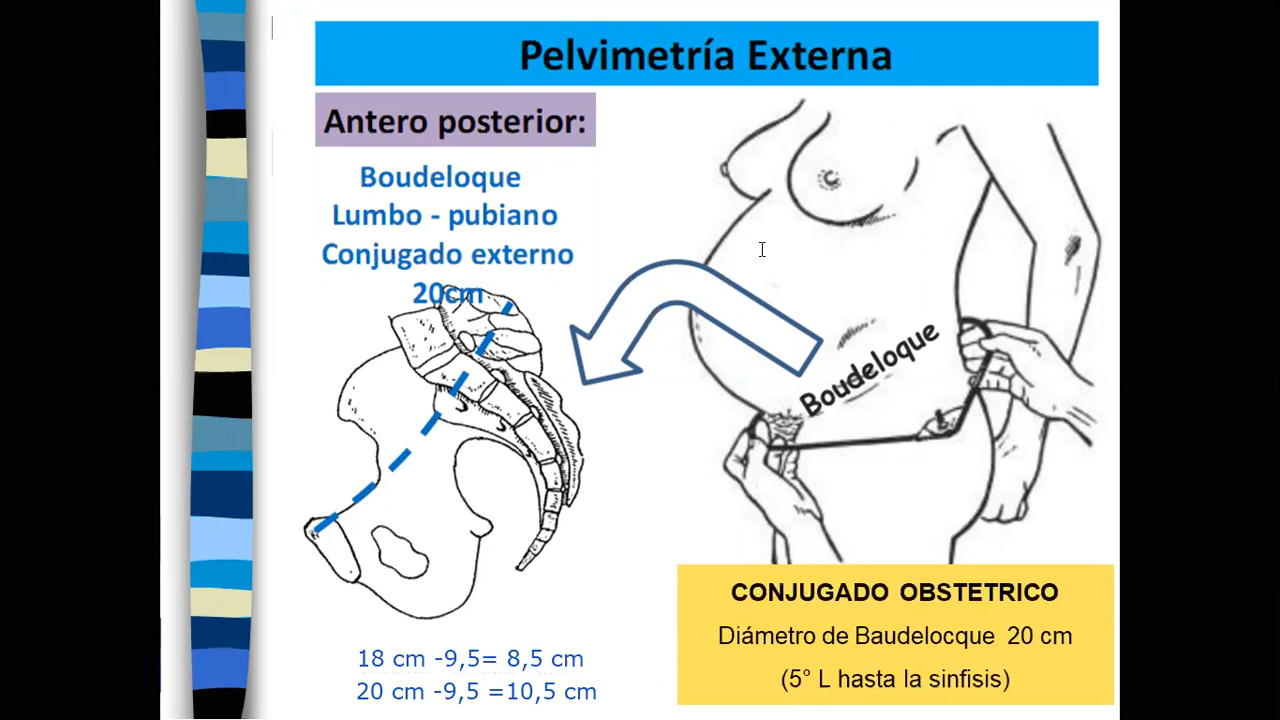 Pelvimetría Externa
Antero posterior:
Boudeloque
Lumbo - pubiano
Conjugado externo
20cm
Boudeloque
18 cm -9,5= 8,5 cm
20 cm -9,5 =10,5 cm
CONJUGADO OBSTETRICO
Diámetro de Baudelocque 20 cm
(5° L hasta la sinfisis)